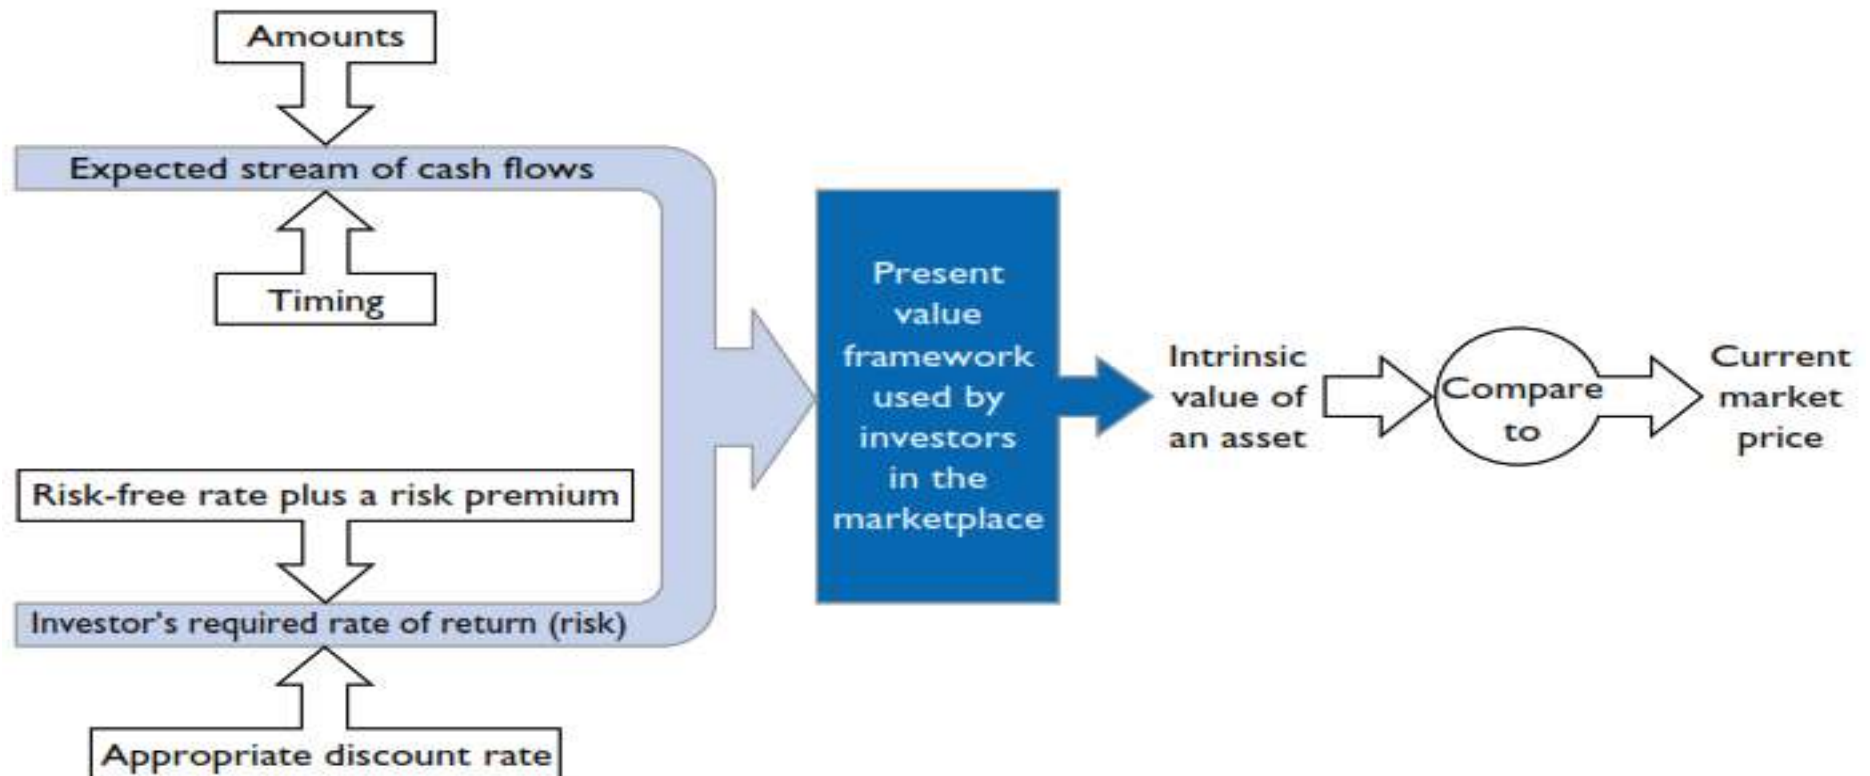 Amounts
Expected stream of cash flows
Timing
Risk-free rate plus a risk premium
Investor's required rate of return (risk)
Appropriate discount rate
Present
value
framework
used by
investors
in the
marketplace
Intrinsic
value of
an asset
Compare
to
Current
market
price